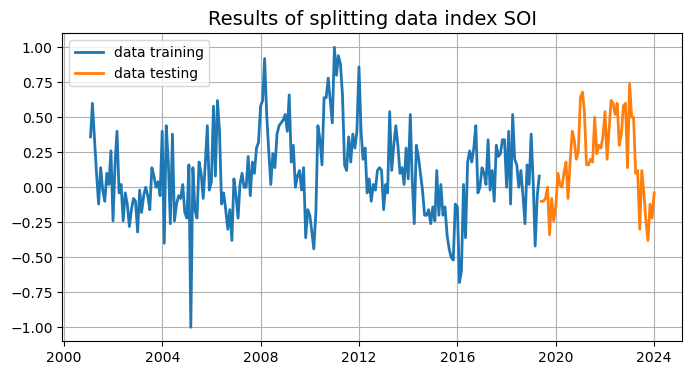 Results of splitting data index SOI
data training
data testing
1.00
0.75
0.50
0.25
0.00
−0.25
−0.50
−0.75
−1.00
2000 2004 2008 2012 2016 2020 2024